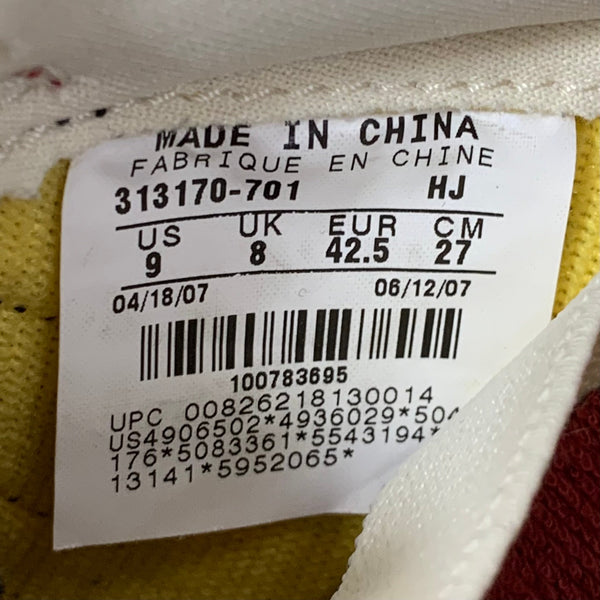 MADE IN CHINA
FABRIQUE EN CHINE
313170-701 HJ
US UK EUR CM
9 8 42.5 27
04/18/07 06/12/07
100783695
UPC 00826218130014
US4906502*4936029*504
176*5083361*5543194*
13141*5952065*